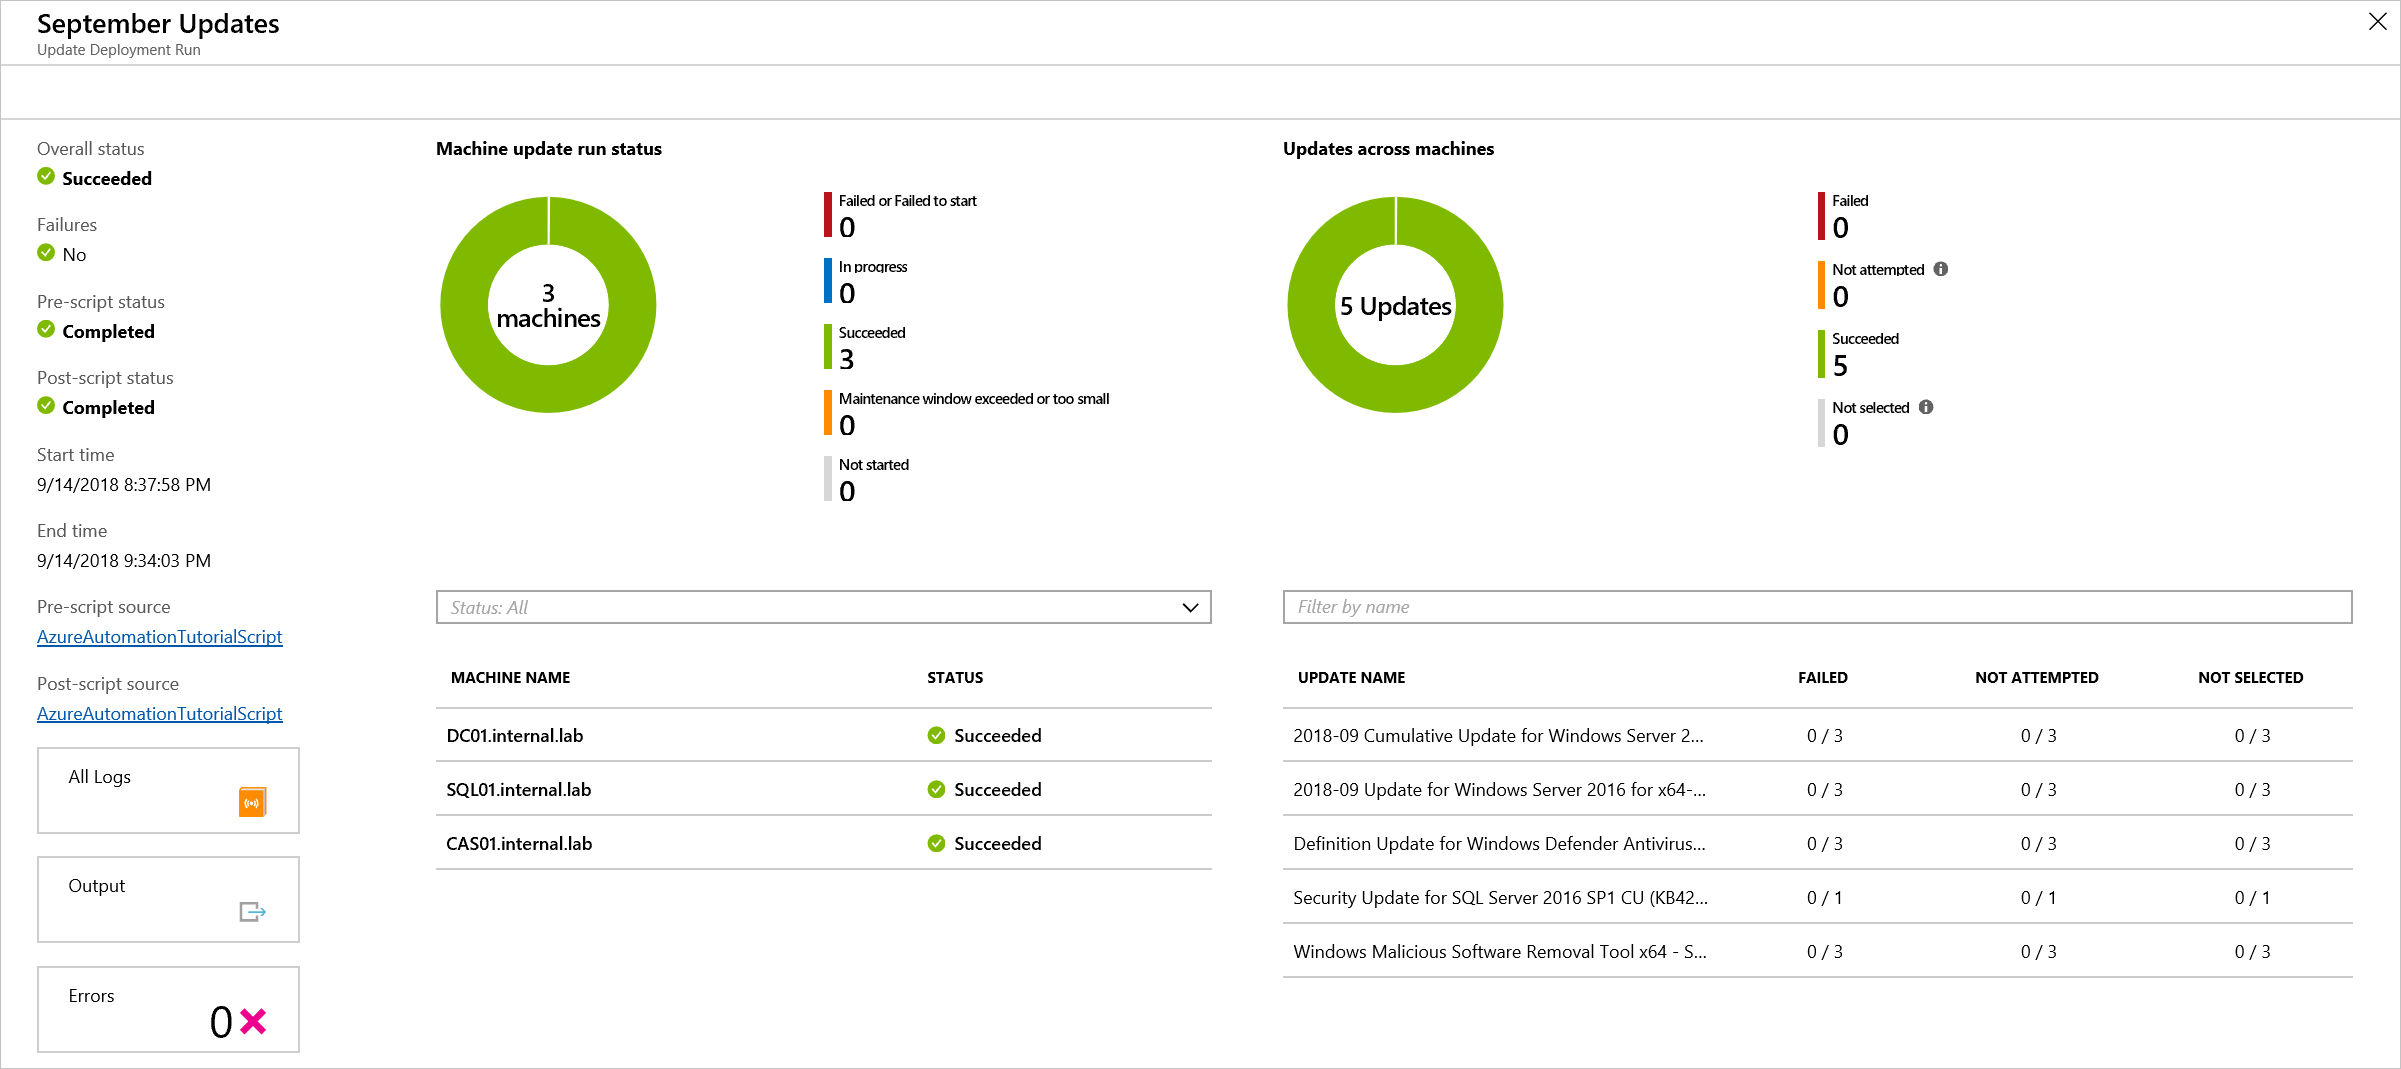 September Updates
Update Deployment Run
Overall status
Succeeded
Failures
No
Pre-script status
Completed
Post-script status
Completed
Start time
9/14/2018 8:37:58 PM
End time
9/14/2018 9:34:03 PM
Pre-script source
AzureAutomationTutorialScript
Post-script source
AzureAutomationTutorialScript
All Logs
Output
Errors
0
Machine update run status
3
machines
Failed or Failed to start
0
In progress
0
Succeeded
3
Maintenance window exceeded or too small
0
Not started
0
Status: All
MACHINE NAME STATUS
DC01.internal.lab Succeeded
SQL01.internal.lab Succeeded
CAS01.internal.lab Succeeded
Updates across machines
5 Updates
Failed
0
Not attempted
0
Succeeded
5
Not selected
0
Filter by name
UPDATE NAME FAILED NOT ATTEMPTED NOT SELECTED
2018-09 Cumulative Update for Windows Server 2... 0 / 3 0 / 3 0 / 3
2018-09 Update for Windows Server 2016 for x64-... 0 / 3 0 / 3 0 / 3
Definition Update for Windows Defender Antivirus... 0 / 3 0 / 3 0 / 3
Security Update for SQL Server 2016 SP1 CU (KB42... 0 / 1 0 / 1 0 / 1
Windows Malicious Software Removal Tool x64 - S... 0 / 3 0 / 3 0 / 3